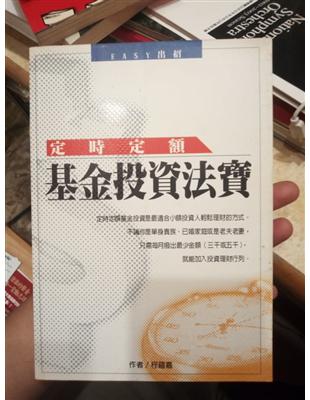 EASY出招
定時定額
基金投資法寶
定時定額基金投資是最適合小額投資人輕鬆理財的方式。
不論你是單身貴族、已婚家庭或是老夫老妻，
只需每月撥出最少金額（三千或五千），
就能加入投資理財行列。
作者／
National
Symphony
Orchestra